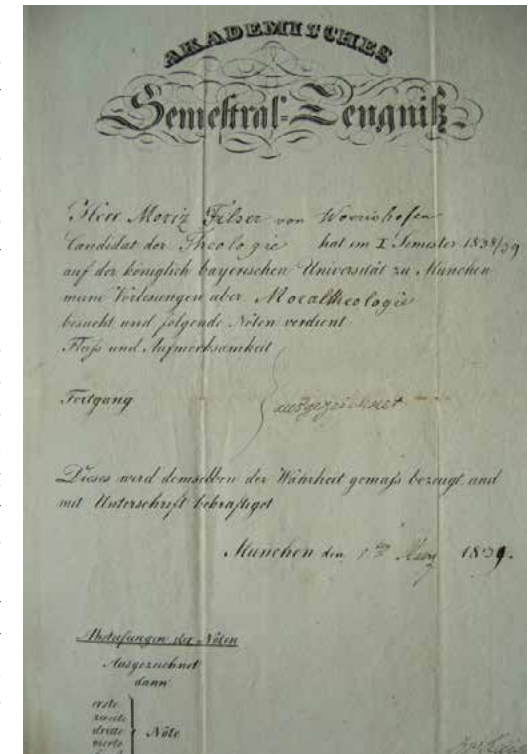 AKADEMISCHES
Semestral=Zeugniß
Herr Moriz Filser von Woerishofen
Candidat der Theologie hat im I. Semester 1838/39
auf der königlich bayerischen Universität zu München
meine Vorlesungen über Moraltheologie
besucht und folgende Noten verdient
Fleiss und Aufmerksamkeit
Fortgang
ausgezeichnet
Dieses wird demselben der Wahrheit gemäß bezeugt und
mit Unterschrift bekräftiget
München den 1 März 1839.
Abstufungen der Noten
Ausgezeichnet
dann
erste
zweite
dritte Note
vierte